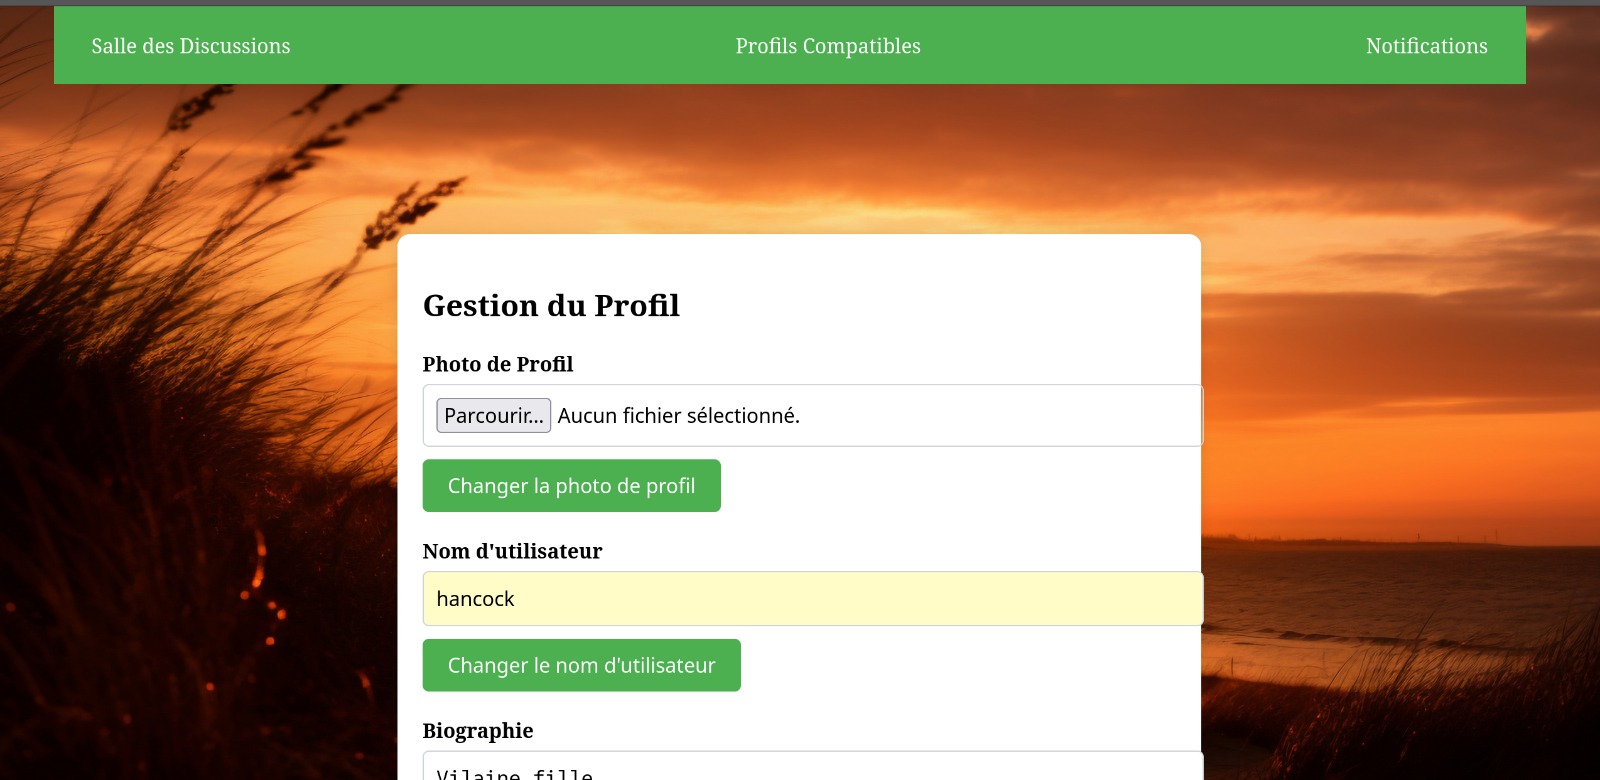 Salle des Discussions
Profils Compatibles
Notifications
Gestion du Profil
Photo de Profil
Parcourir... Aucun fichier sélectionné.
Changer la photo de profil
Nom d'utilisateur
hancock
Changer le nom d'utilisateur
Biographie
Vilaine fille